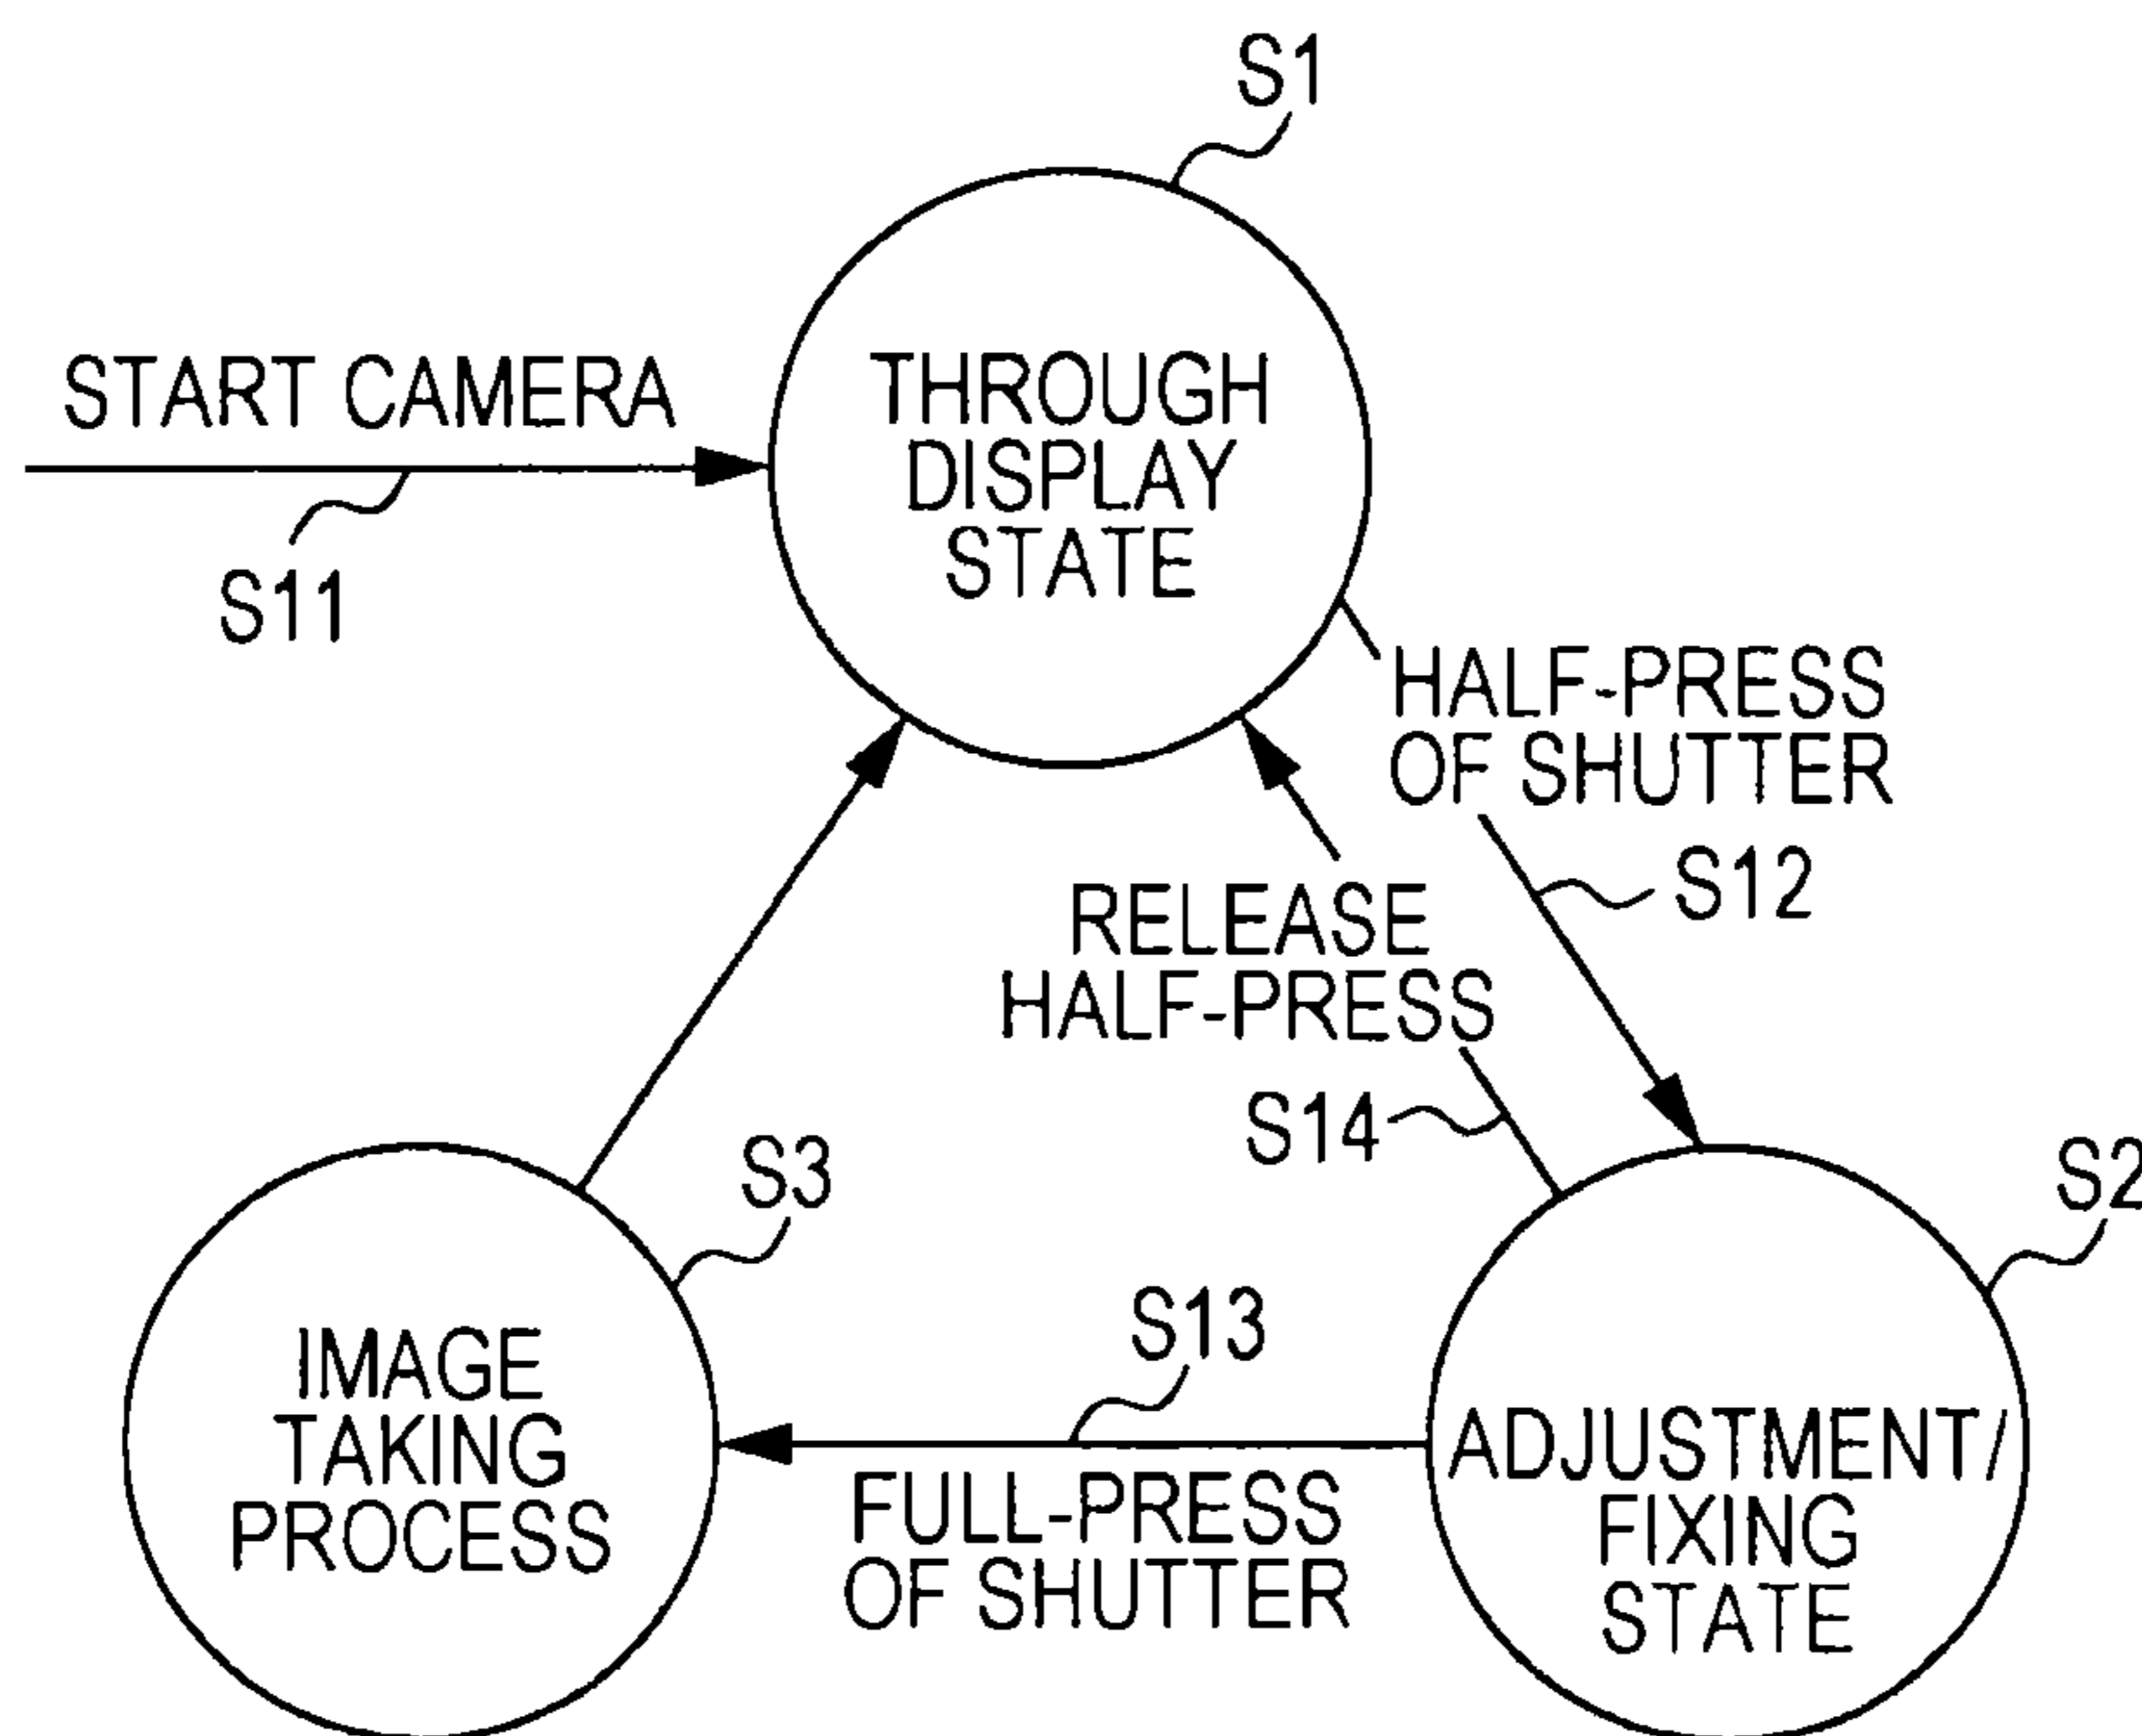 S1
START CAMERA
S11
THROUGH
DISPLAY
STATE
HALF-PRESS
OF SHUTTER
S12
RELEASE
HALF-PRESS
S14
S3
S2
S13
IMAGE
TAKING
PROCESS
FULL-PRESS
OF SHUTTER
ADJUSTMENT/
FIXING
STATE